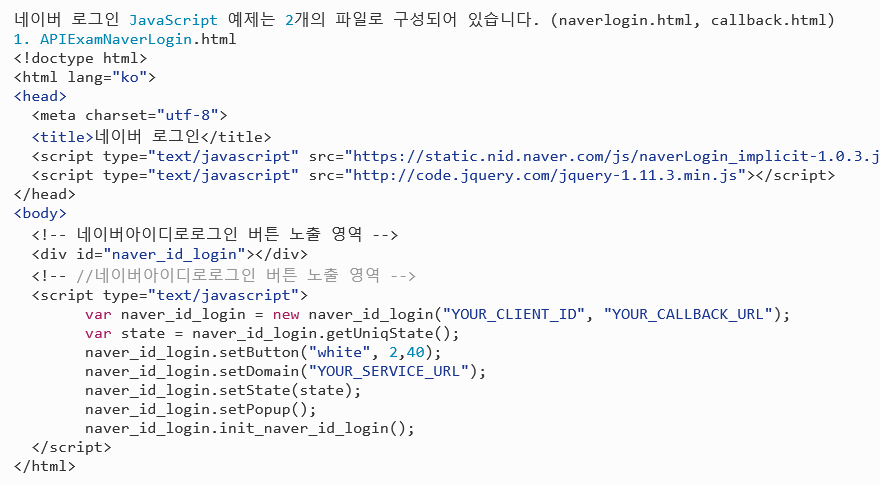 네이버 로그인 JavaScript 예제는 2개의 파일로 구성되어 있습니다. (naverlogin.html, callback.html)
1. APIExamNaverLogin.html
<!doctype html>
<html lang="ko">
<head>
<meta charset="utf-8">
<title>네이버 로그인</title>
<script type="text/javascript" src="https://static.nid.naver.com/js/naverLogin_implicit-1.0.3.j
<script type="text/javascript" src="http://code.jquery.com/jquery-1.11.3.min.js"></script>
</head>
<body>
<!-- 네이버아이디로로그인 버튼 노출 영역 -->
<div id="naver_id_login"></div>
<!-- //네이버아이디로로그인 버튼 노출 영역 -->
<script type="text/javascript">
var naver_id_login = new naver_id_login("YOUR_CLIENT_ID", "YOUR_CALLBACK_URL");
var state = naver_id_login.getUniqState();
naver_id_login.setButton("white", 2,40);
naver_id_login.setDomain("YOUR_SERVICE_URL");
naver_id_login.setState(state);
naver_id_login.setPopup();
naver_id_login.init_naver_id_login();
</script>
</html>